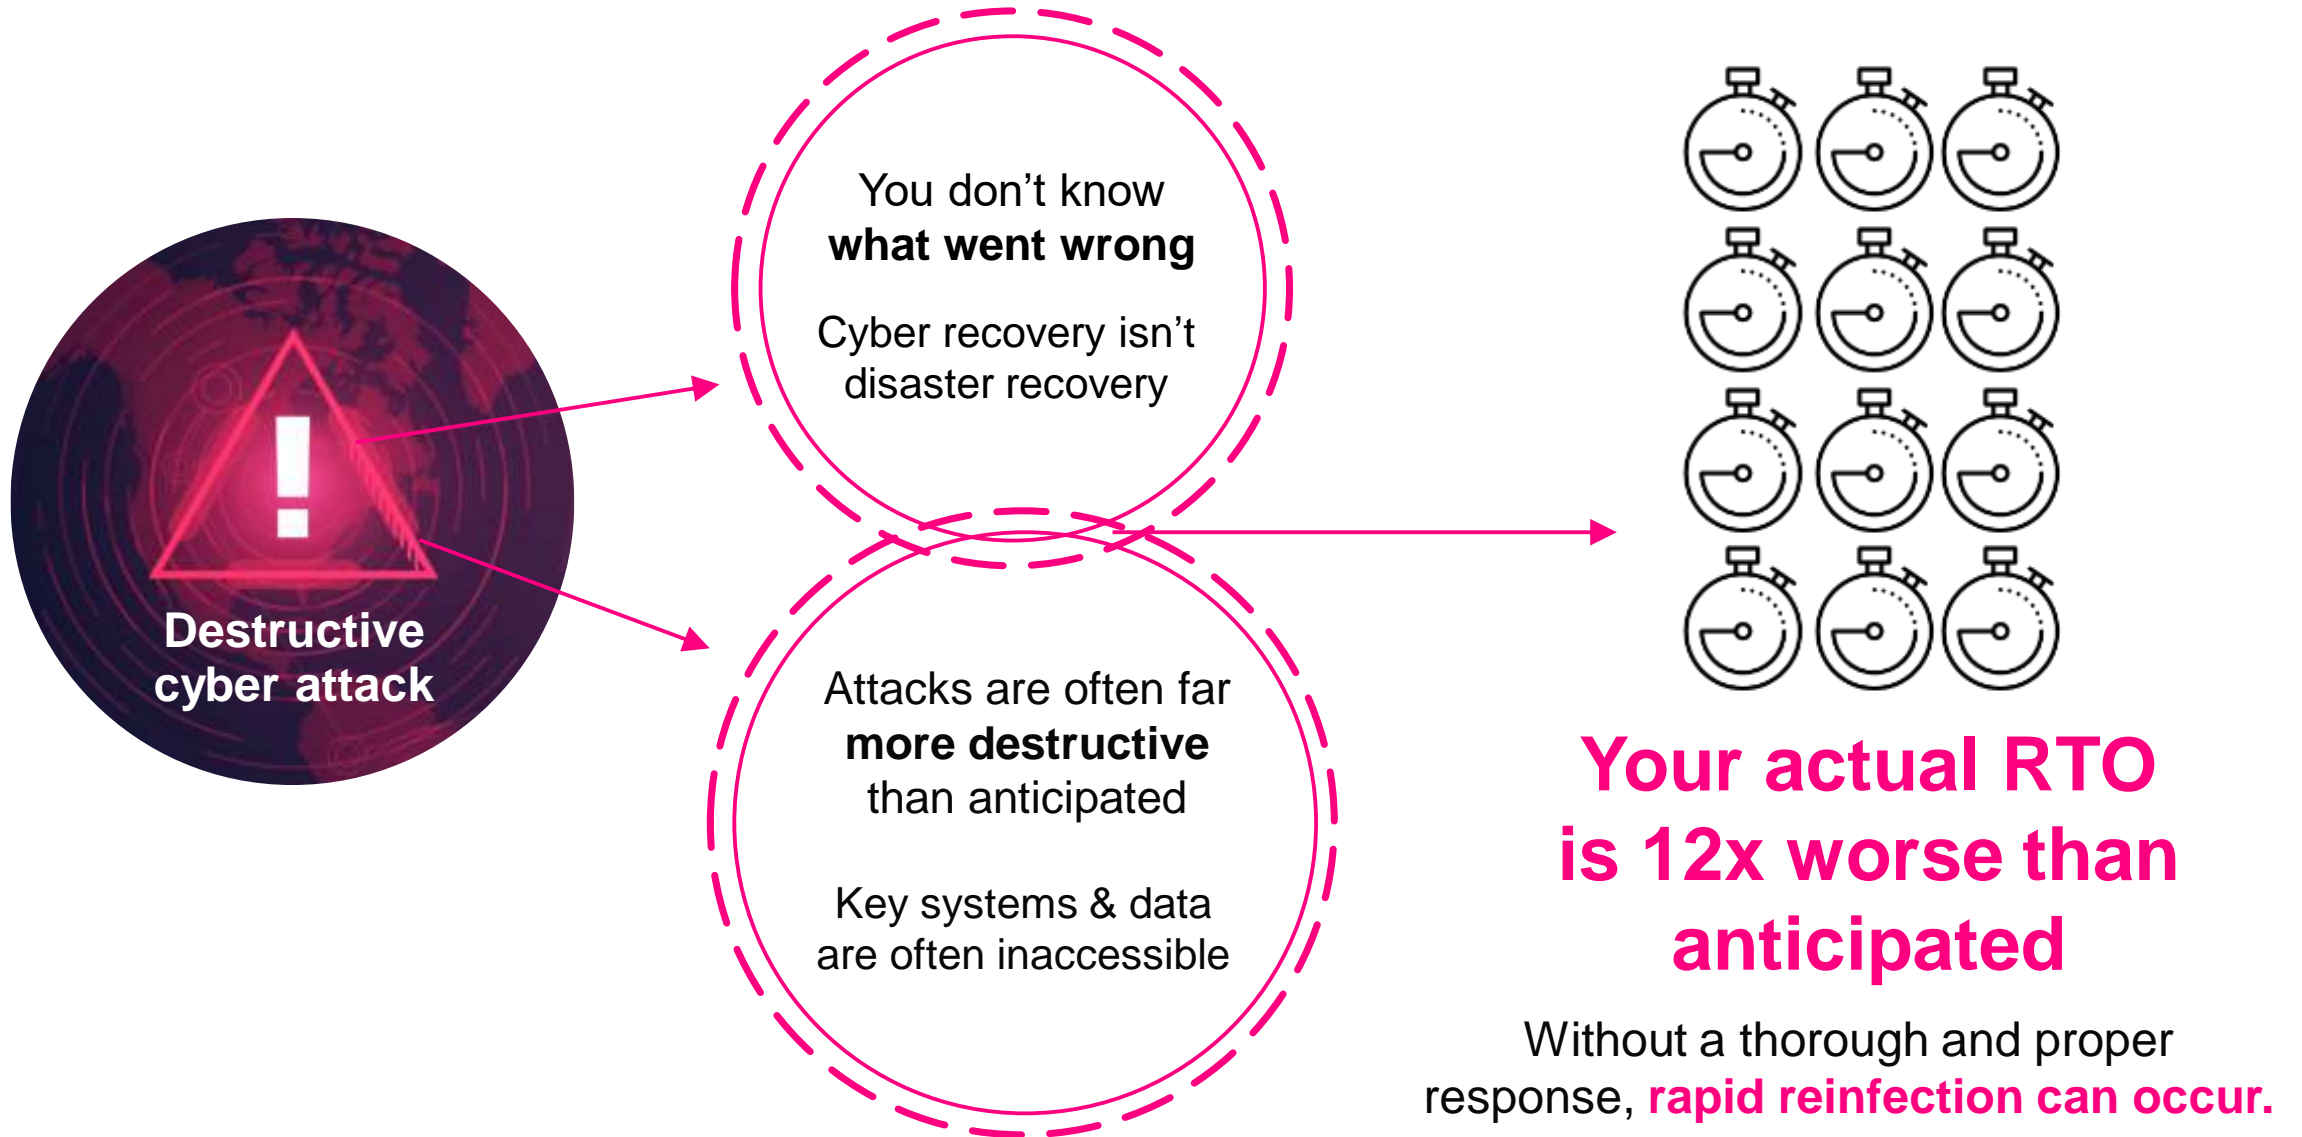 Destructive
cyber attack
You don’t know
what went wrong
Cyber recovery isn’t
disaster recovery
Attacks are often far
more destructive
than anticipated
Key systems & data
are often inaccessible
Your actual RTO
is 12x worse than
anticipated
Without a thorough and proper
response, rapid reinfection can occur.